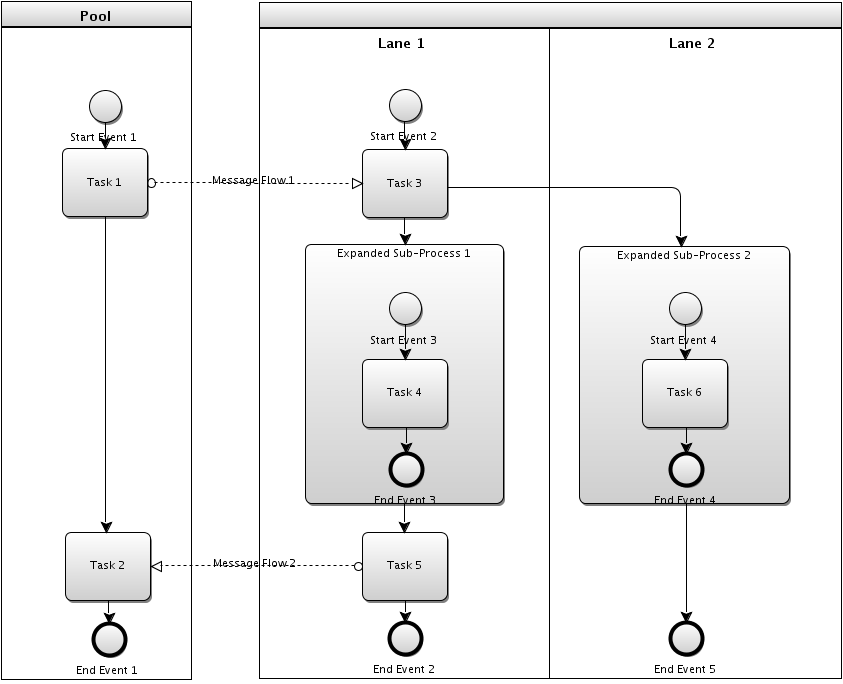 Pool
Lane 1
Lane 2
Start Event 1
Start Event 2
Task 1
Message Flow 1
Task 3
Expanded Sub-Process 1
Expanded Sub-Process 2
Start Event 3
Start Event 4
Task 4
Task 6
End Event 3
End Event 4
Task 2
Message Flow 2
Task 5
End Event 1
End Event 2
End Event 5